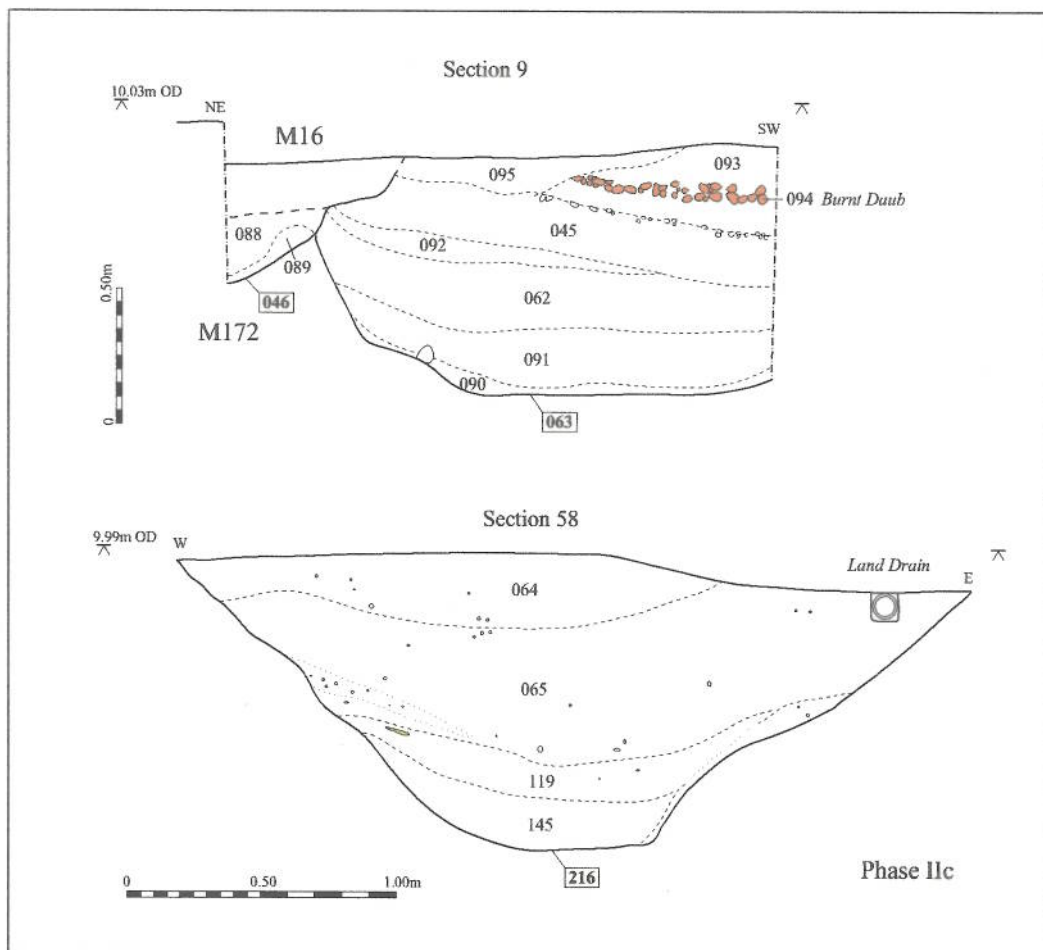 Section 9
10.03m OD
NE
SW
M16
095
093
094 Burnt Daub
045
088
092
089
046
062
0.50m
M172
091
090
0
063
Section 58
9.99m OD
W
E
Land Drain
064
065
119
145
216
0 0.50 1.00m
Phase IIc